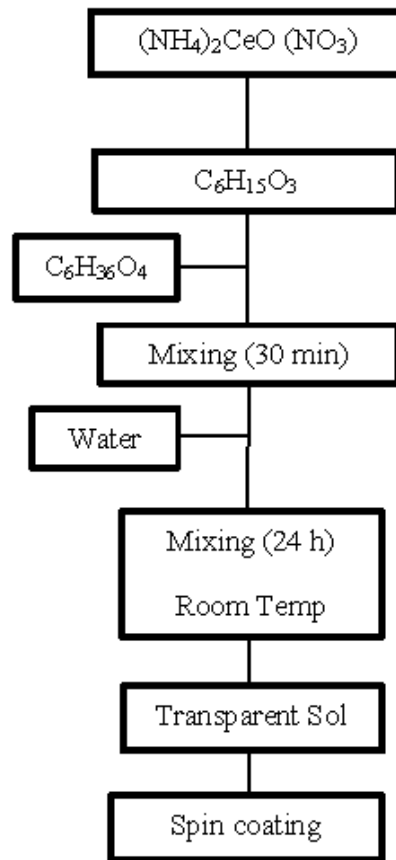 (NH₄)₂CeO (NO₃)
C₆H₁₅O₃
C₆H₃₆O₄
Mixing (30 min)
Water
Mixing (24 h)
Room Temp
Transparent Sol
Spin coating